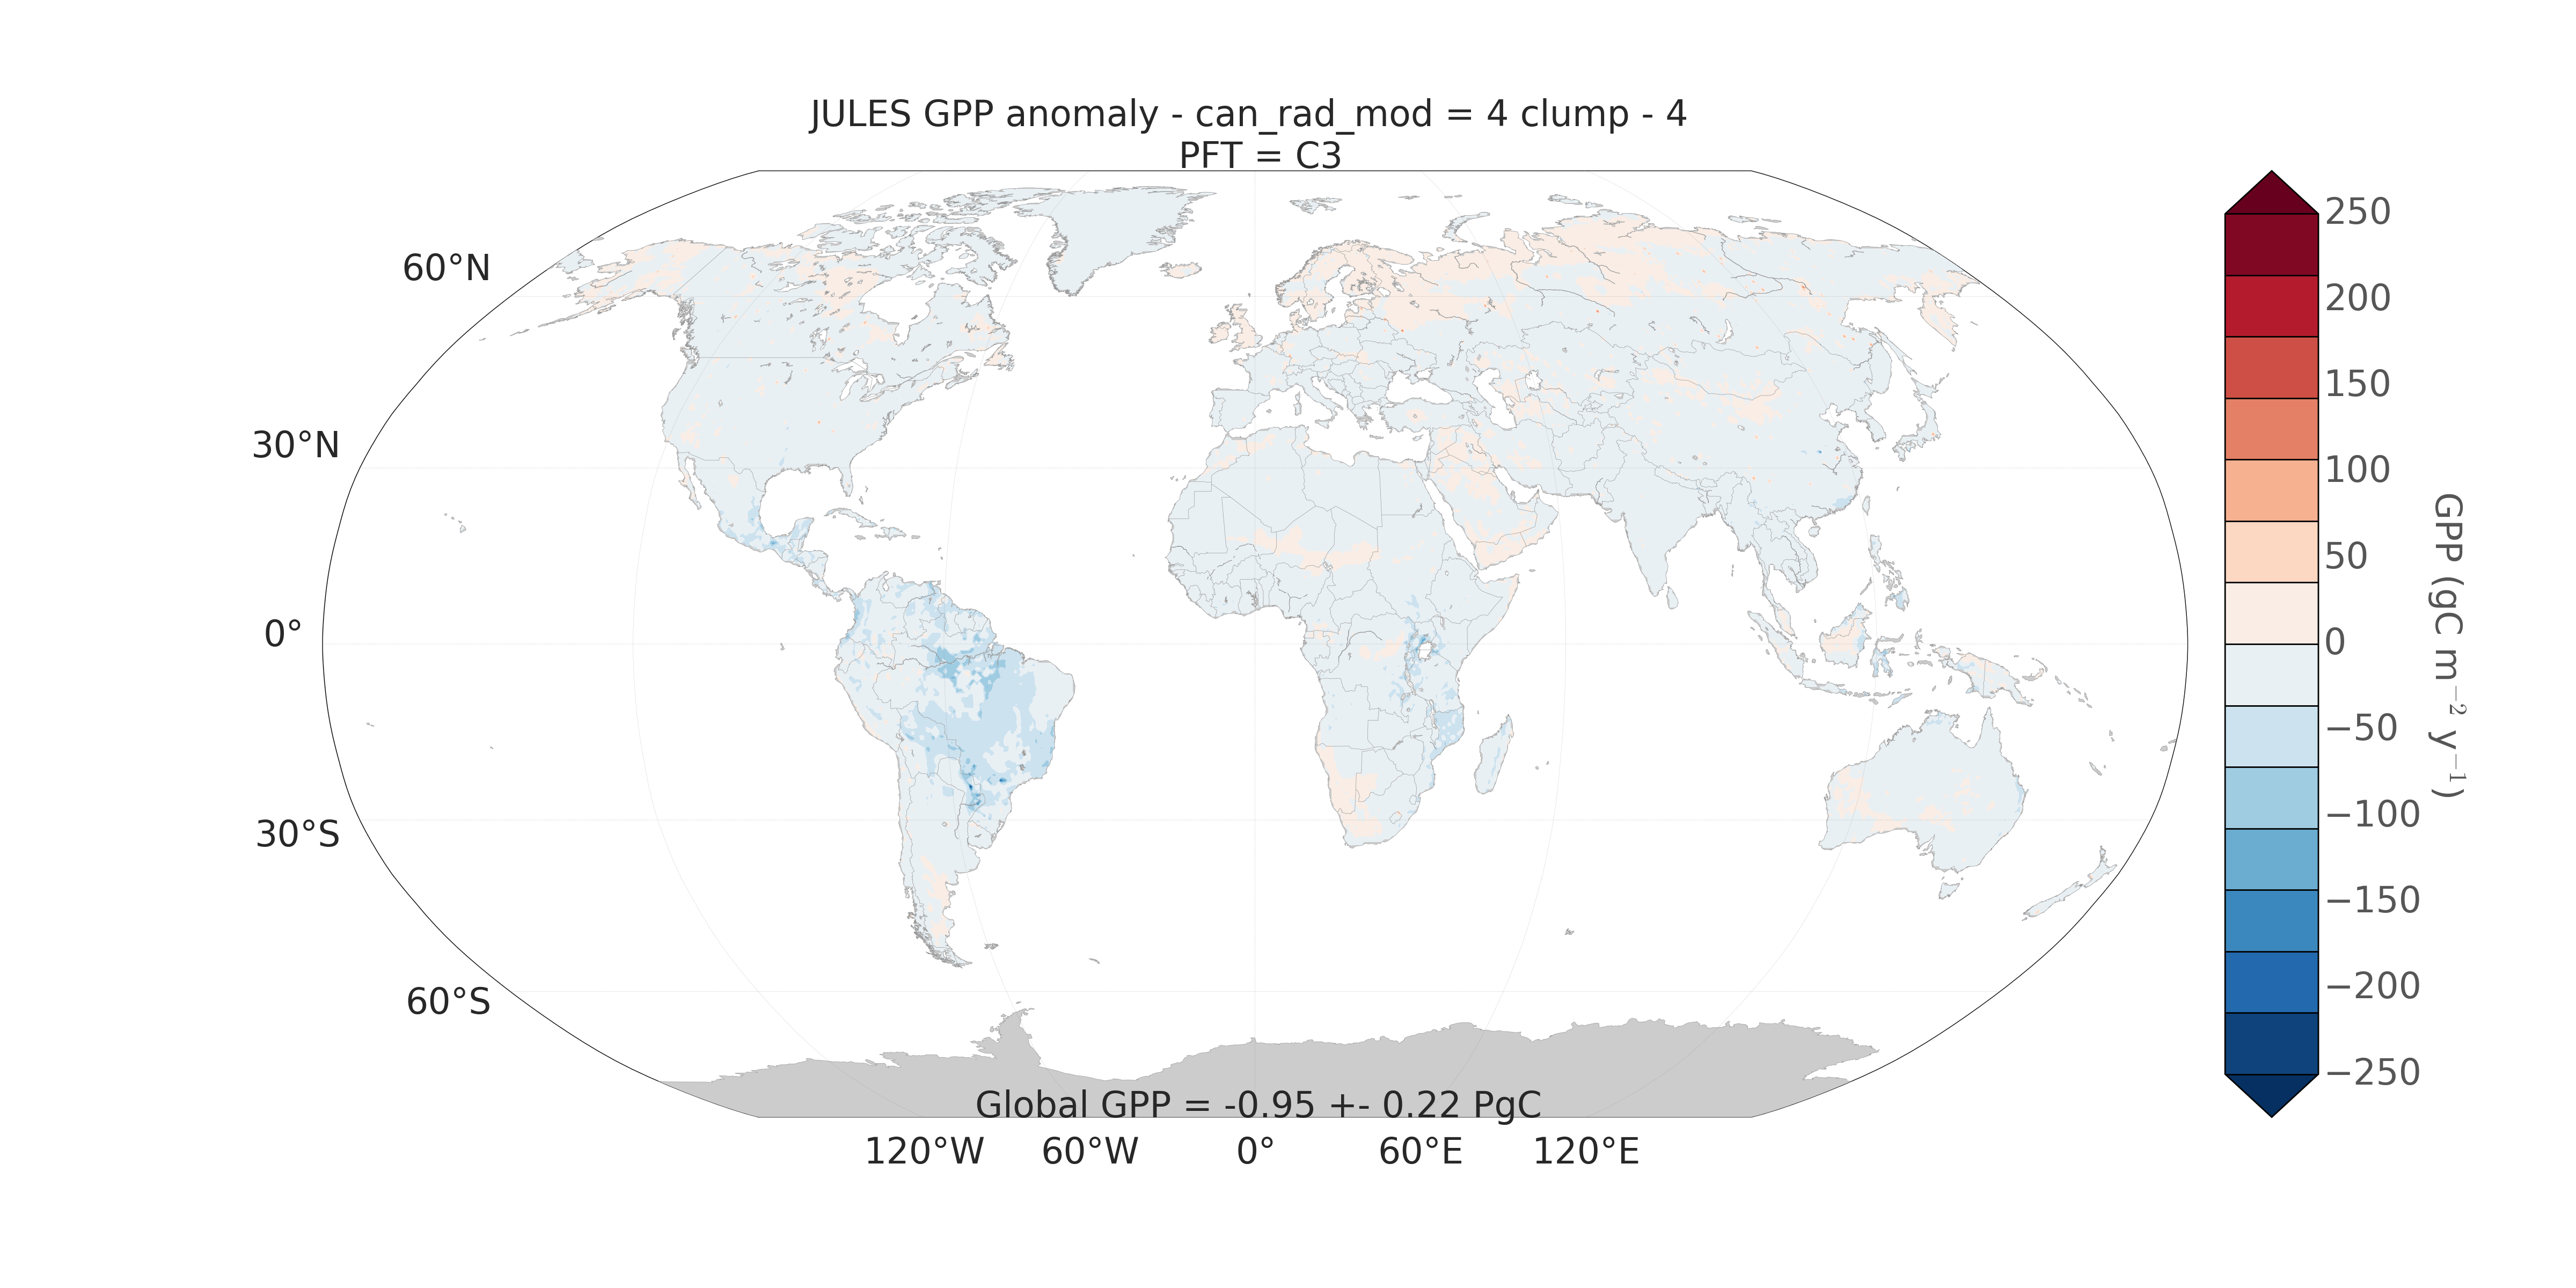 JULES GPP anomaly - can_rad_mod = 4 clump - 4
PFT = C3
60°N
30°N
0°
30°S
60°S
Global GPP = -0.95 +- 0.22 PgC
120°W 60°W 0° 60°E 120°E
250
200
150
100
50
0
−50
−100
−150
−200
−250
GPP (gC m⁻² y⁻¹)